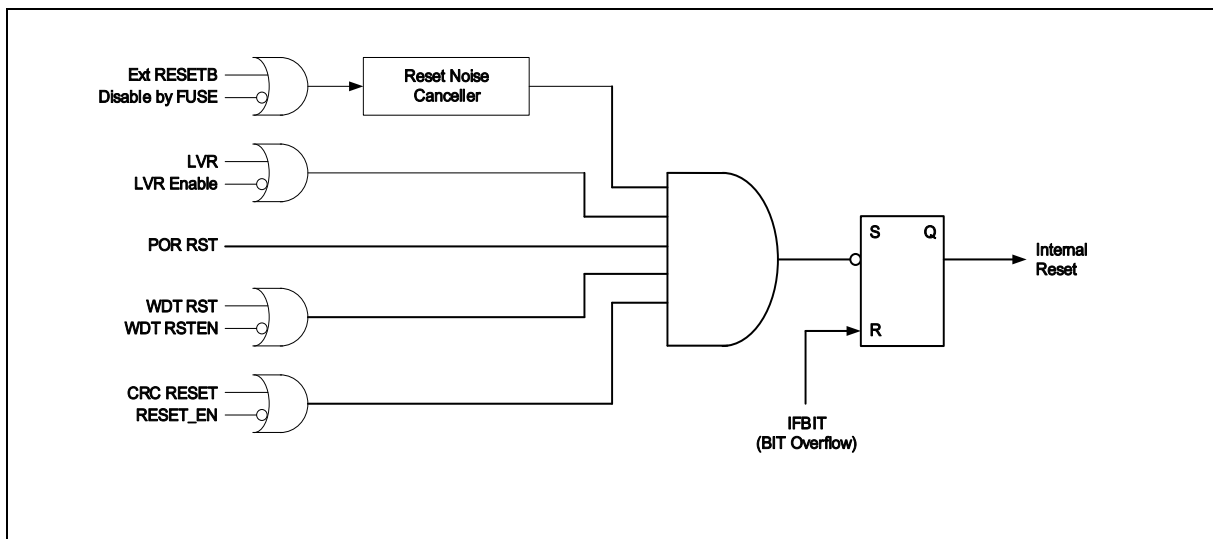 Ext RESETB
Disable by FUSE
Reset Noise
Canceller
LVR
LVR Enable
POR RST
WDT RST
WDT RSTEN
CRC RESET
RESET_EN
S Q
R
Internal
Reset
IFBIT
(BIT Overflow)